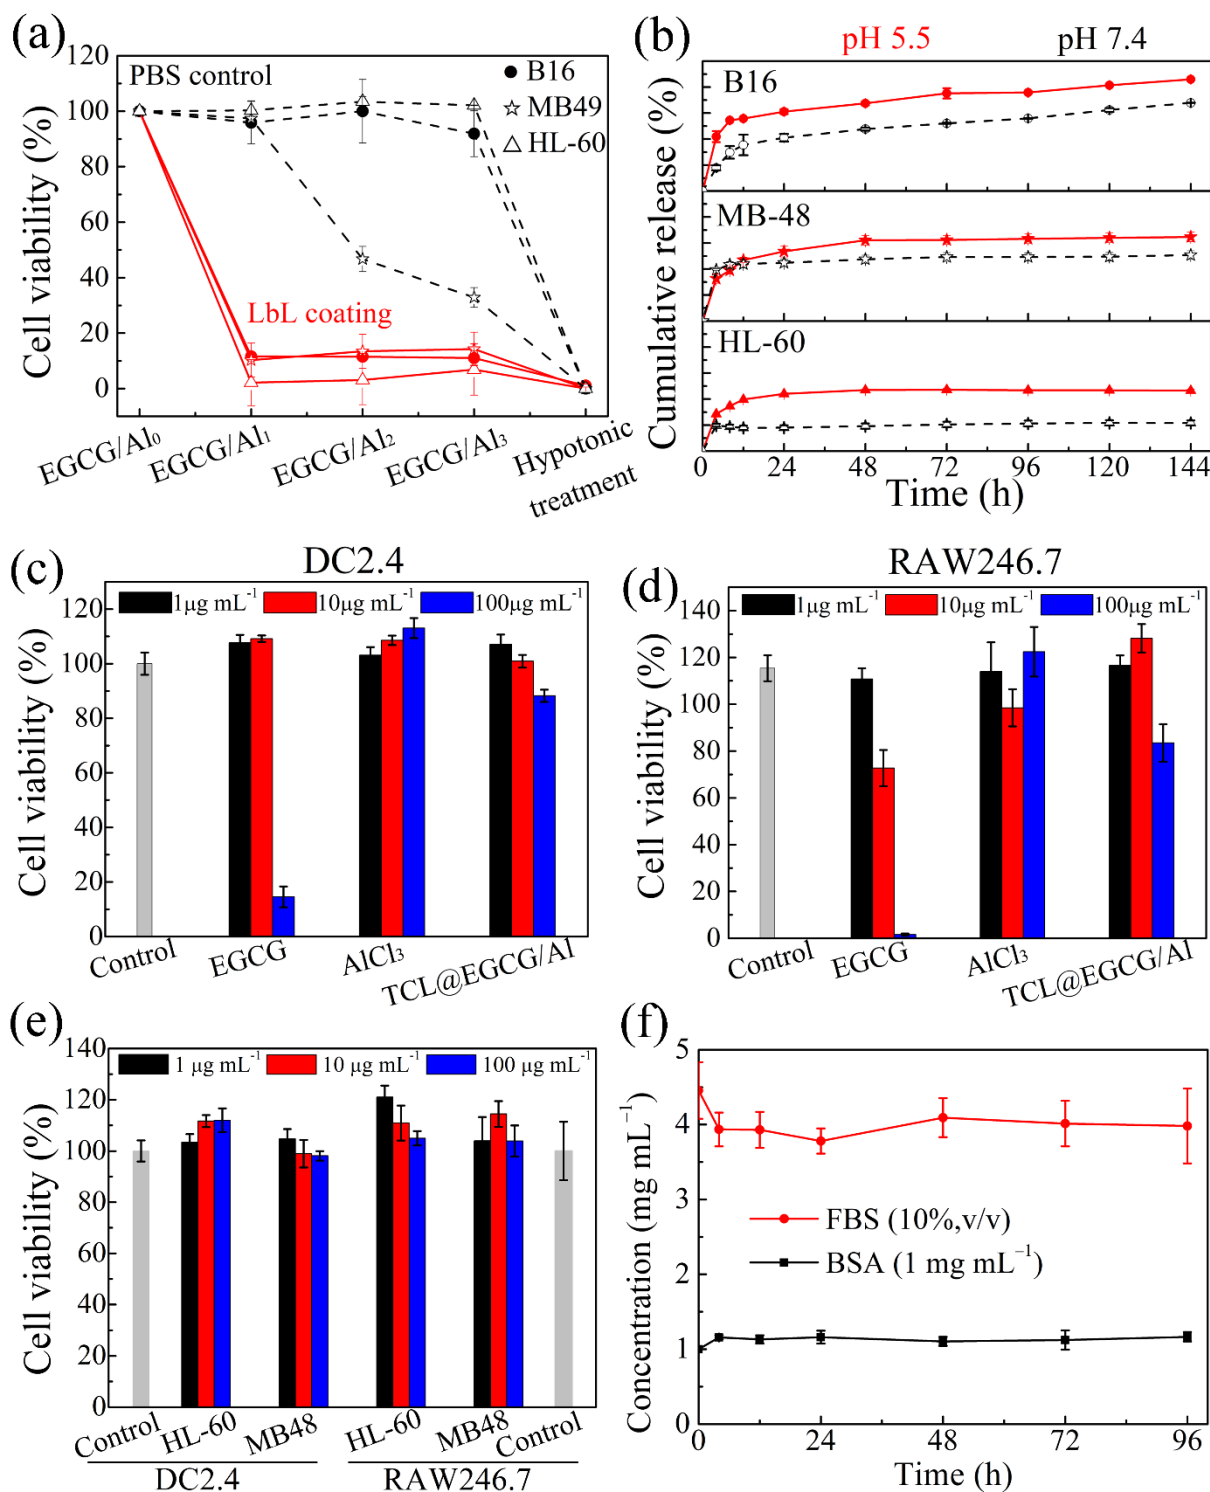 (a)
Cell viability (%)
120
100
80
60
40
20
0
PBS control
B16
MB49
HL-60
LbL coating
EGCG/Al₀
EGCG/Al₁
EGCG/Al₂
EGCG/Al₃
Hypotonic
treatment
(b)
pH 5.5 pH 7.4
Cumulative release (%)
B16
MB-48
HL-60
0 24 48 72 96 120 144
Time (h)
(c)
DC2.4
1μg mL⁻¹ 10μg mL⁻¹ 100μg mL⁻¹
Cell viability (%)
120
100
80
60
40
20
0
Control
EGCG
AlCl₃
TCL@EGCG/Al
(d)
RAW246.7
1μg mL⁻¹ 10μg mL⁻¹ 100μg mL⁻¹
Cell viability (%)
140
120
100
80
60
40
20
0
Control
EGCG
AlCl₃
TCL@EGCG/Al
(e)
1 μg mL⁻¹ 10 μg mL⁻¹ 100 μg mL⁻¹
Cell viability (%)
140
120
100
80
60
40
20
0
Control HL-60 MB48 HL-60 MB48 Control
DC2.4 RAW246.7
(f)
Concentration (mg mL⁻¹)
5
4
3
2
1
0
FBS (10%,v/v)
BSA (1 mg mL⁻¹)
0 24 48 72 96
Time (h)